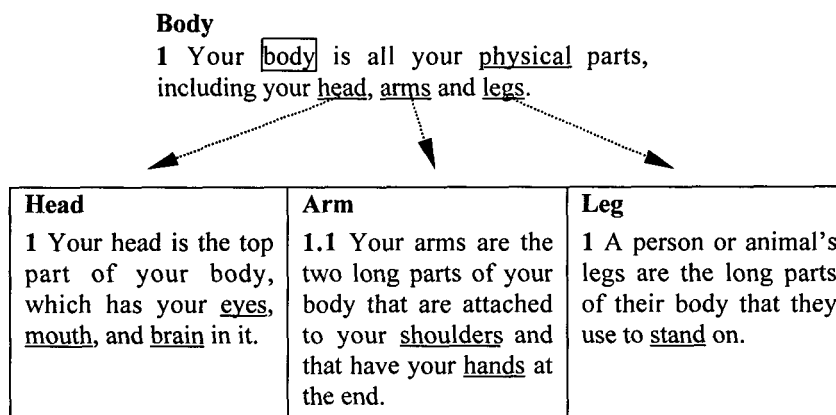 Body
1 Your body is all your physical parts,
including your head, arms and legs.
Head
1 Your head is the top
part of your body,
which has your eyes,
mouth, and brain in it.
Arm
1.1 Your arms are the
two long parts of your
body that are attached
to your shoulders and
that have your hands at
the end.
Leg
1 A person or animal's
legs are the long parts
of their body that they
use to stand on.